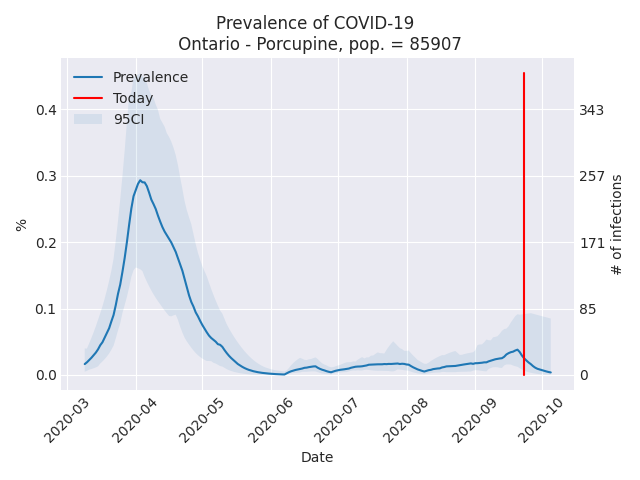 Prevalence of COVID-19
Ontario - Porcupine, pop. = 85907
Prevalence
Today
95CI
%
0.4
0.3
0.2
0.1
0.0
343
257
171
85
0
# of infections
2020-03
2020-04
2020-05
2020-06
2020-07
2020-08
2020-09
2020-10
Date